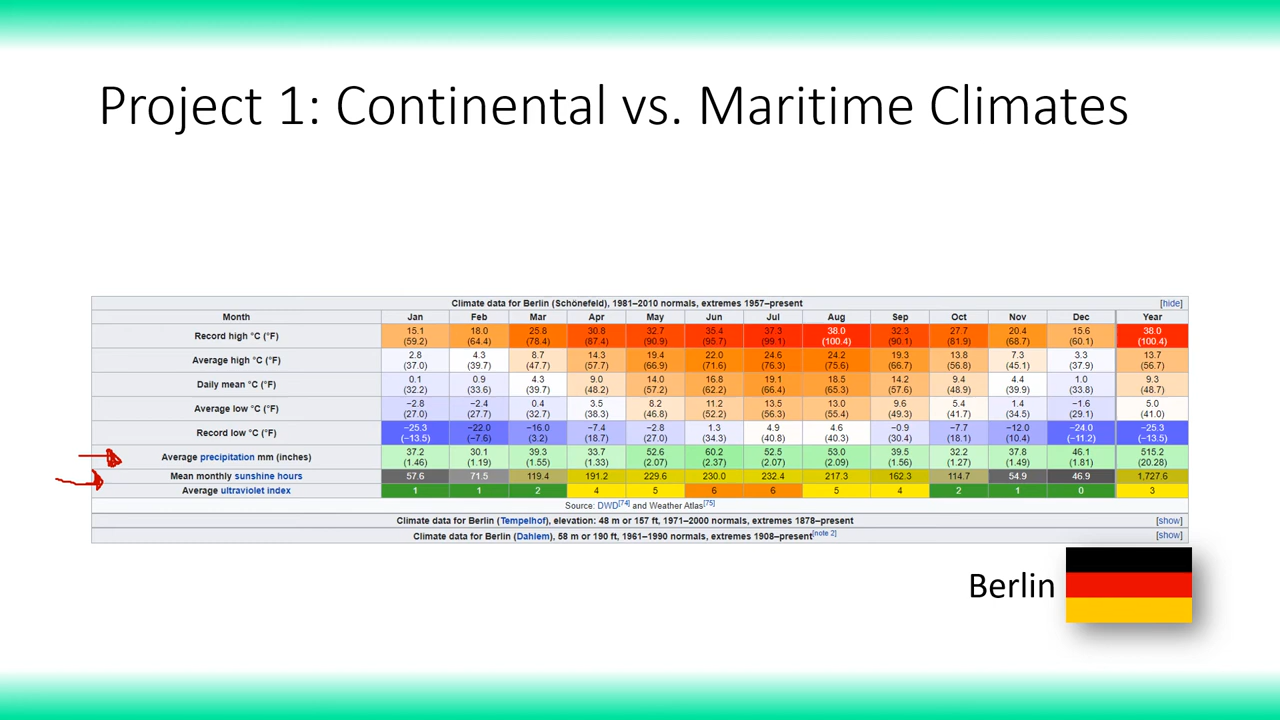 Project 1: Continental vs. Maritime Climates
Climate data for Berlin (Schönefeld), 1981–2010 normals, extremes 1957–present [hide]
Month Jan Feb Mar Apr May Jun Jul Aug Sep Oct Nov Dec Year
Record high °C (°F) 15.1 18.0 25.8 30.8 32.7 35.4 37.3 38.0 32.3 27.7 20.4 15.6 38.0
(59.2) (64.4) (78.4) (87.4) (90.9) (95.7) (99.1) (100.4) (90.1) (81.9) (68.7) (60.1) (100.4)
Average high °C (°F) 2.8 4.3 8.7 14.3 19.4 22.0 24.6 24.2 19.3 13.8 7.3 3.3 13.7
(37.0) (39.7) (47.7) (57.7) (66.9) (71.6) (76.3) (75.6) (66.7) (56.8) (45.1) (37.9) (56.7)
Daily mean °C (°F) 0.1 0.9 4.3 9.0 14.0 16.8 19.1 18.5 14.2 9.4 4.4 1.0 9.3
(32.2) (33.6) (39.7) (48.2) (57.2) (62.2) (66.4) (65.3) (57.6) (48.9) (39.9) (33.8) (48.7)
Average low °C (°F) −2.8 −2.4 0.4 3.5 8.2 11.2 13.5 13.0 9.6 5.4 1.4 −1.6 5.0
(27.0) (27.7) (32.7) (38.3) (46.8) (52.2) (56.3) (55.4) (49.3) (41.7) (34.5) (29.1) (41.0)
Record low °C (°F) −25.3 −22.0 −16.0 −7.4 −2.8 1.3 4.9 4.6 −0.9 −7.7 −12.0 −24.0 −25.3
(−13.5) (−7.6) (3.2) (18.7) (27.0) (34.3) (40.8) (40.3) (30.4) (18.1) (10.4) (−11.2) (−13.5)
Average precipitation mm (inches) 37.2 30.1 39.3 33.7 52.6 60.2 52.5 53.0 39.5 32.2 37.8 46.1 515.2
(1.46) (1.19) (1.55) (1.33) (2.07) (2.37) (2.07) (2.09) (1.56) (1.27) (1.49) (1.81) (20.28)
Mean monthly sunshine hours 57.6 71.5 119.4 191.2 229.6 230.0 232.4 217.3 162.3 114.7 54.9 46.9 1,727.6
Average ultraviolet index 1 1 2 4 5 6 6 5 4 2 1 0 3
Source: DWD[74] and Weather Atlas[75]
Climate data for Berlin (Tempelhof), elevation: 48 m or 157 ft, 1971–2000 normals, extremes 1878–present [show]
Climate data for Berlin (Dahlem), 58 m or 190 ft, 1961–1990 normals, extremes 1908–present[note 2] [show]
Berlin